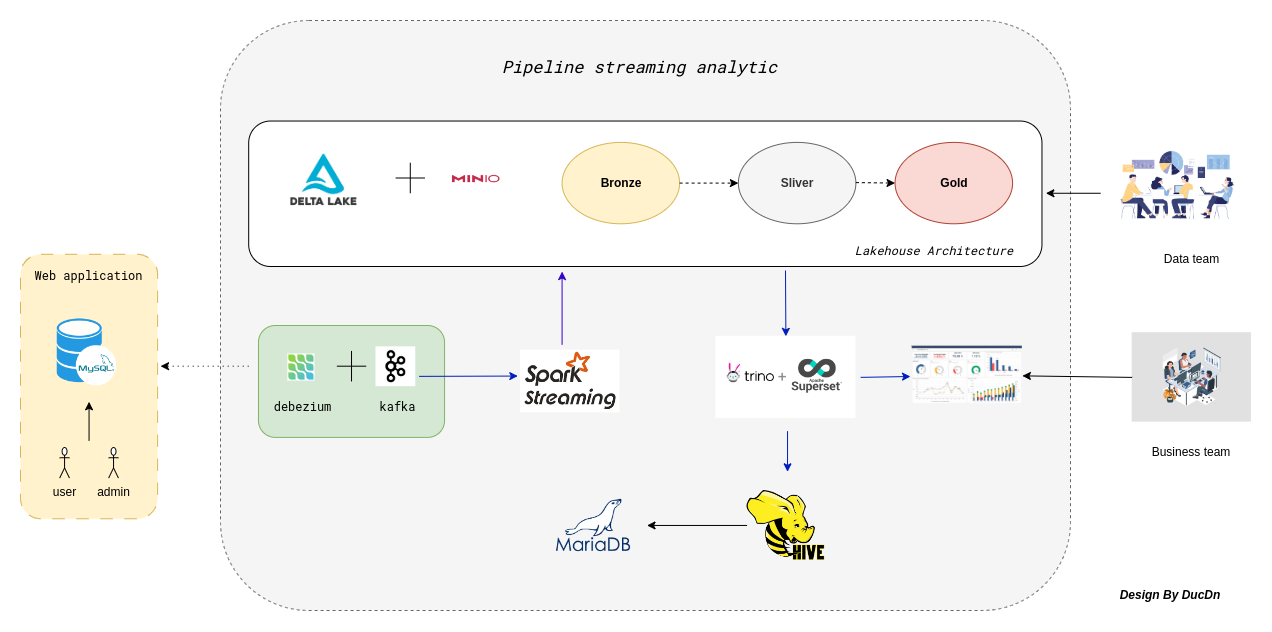 Pipeline streaming analytic
DELTA LAKE
MINIO
Bronze
Sliver
Gold
Lakehouse Architecture
Data team
Web application
MySQL
user
admin
debezium
kafka
Spark
Streaming
trino +
Apache
Superset
Business team
MariaDB
HIVE
Design By DucDn